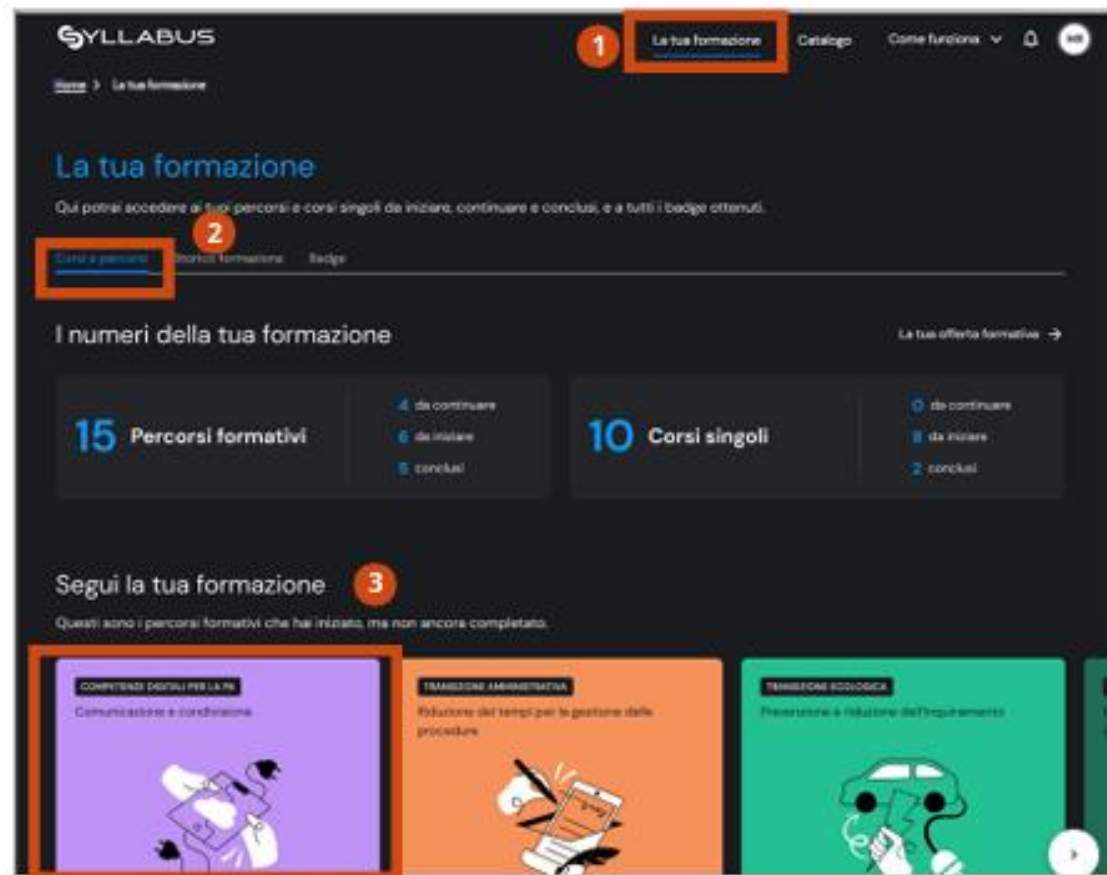 SYLLABUS
1
La tua formazione
Catalogo
Come funziona
Home > La tua formazione
La tua formazione
Qui potrai accedere ai tuoi percorsi e corsi singoli da iniziare, continuare e conclusi, e a tutti i badge ottenuti.
2
Corsi e percorsi
Storico formazione
Badge
I numeri della tua formazione
La tua offerta formativa →
15 Percorsi formativi
4 da continuare
6 da iniziare
5 conclusi
10 Corsi singoli
0 da continuare
8 da iniziare
2 conclusi
Segui la tua formazione
3
Questi sono i percorsi formativi che hai iniziato, ma non ancora completato.
COMPETENZE DIGITALI PER LA PA
Comunicazione e condivisione
TRANSIZIONE AMMINISTRATIVA
Riduzione dei tempi per la gestione delle
procedure
TRANSIZIONE ECOLOGICA
Prevenzione e riduzione dell'inquinamento